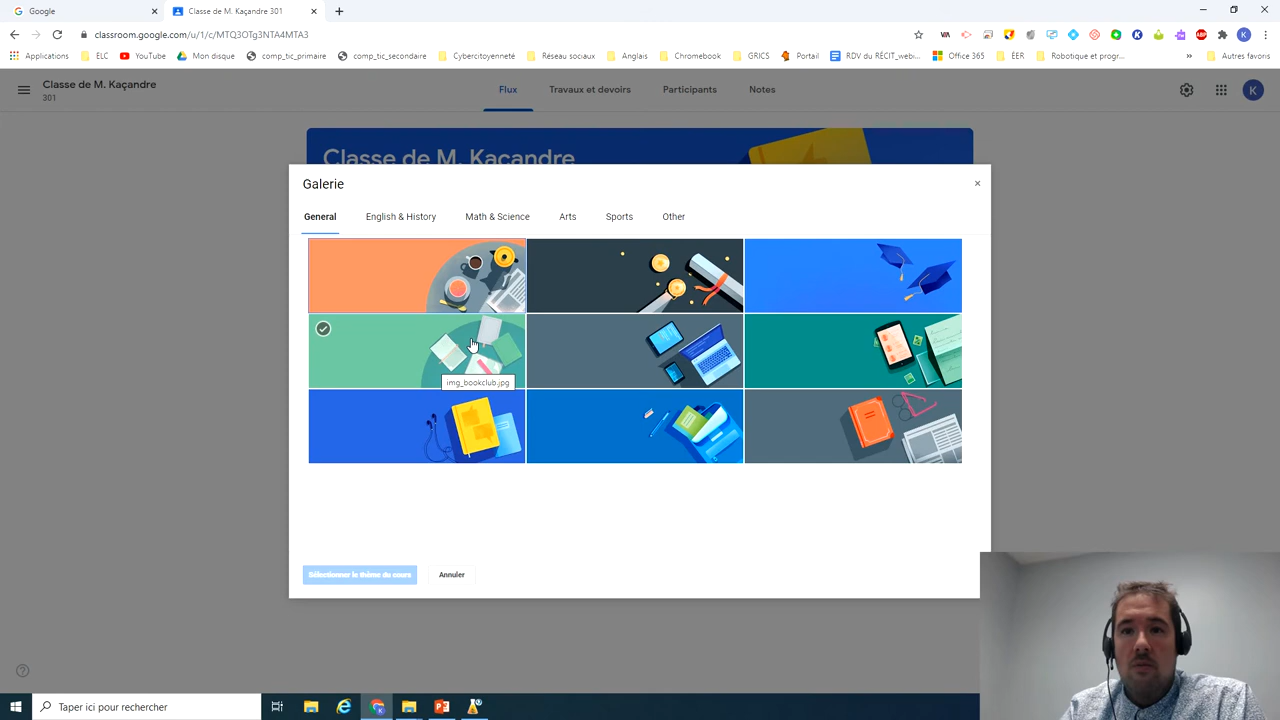 Google
Classe de M. Kaçandre 301
classroom.google.com/u/1/c/MTQ3OTg3NTA4MTA3
Applications ELC YouTube Mon disque comp_tic_primaire comp_tic_secondaire Cybercitoyenneté Réseau sociaux Anglais Chromebook GRICS Portail RDV du RÉCIT_web... Office 365 ÉER Robotique et progr... Autres favoris
Classe de M. Kaçandre
301
Flux Travaux et devoirs Participants Notes
K
Classe de M. Kaçandre
Galerie
General English & History Math & Science Arts Sports Other
img_bookclub.jpg
Sélectionner le thème du cours Annuler
Taper ici pour rechercher